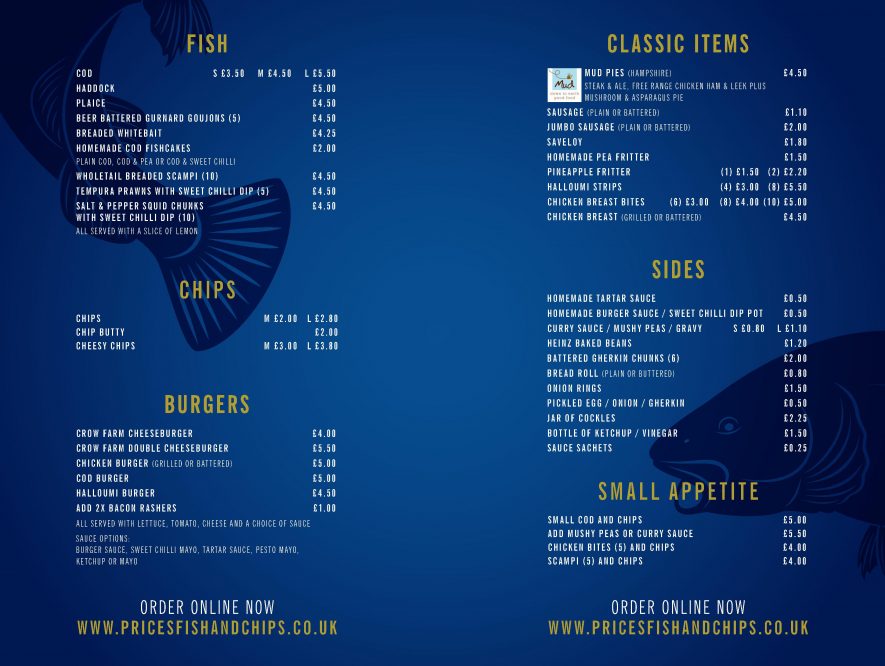 FISH
COD S £3.50 M £4.50 L £5.50
HADDOCK £5.00
PLAICE £4.50
BEER BATTERED GURNARD GOUJONS (5) £4.50
BREADED WHITEBAIT £4.25
HOMEMADE COD FISHCAKES £2.00
PLAIN COD, COD & PEA OR COD & SWEET CHILLI
WHOLETAIL BREADED SCAMPI (10) £4.50
TEMPURA PRAWNS WITH SWEET CHILLI DIP (5) £4.50
SALT & PEPPER SQUID CHUNKS £4.50
WITH SWEET CHILLI DIP (10)
ALL SERVED WITH A SLICE OF LEMON
CHIPS
CHIPS M £2.00 L £2.80
CHIP BUTTY £2.00
CHEESY CHIPS M £3.00 L £3.80
BURGERS
CROW FARM CHEESEBURGER £4.00
CROW FARM DOUBLE CHEESEBURGER £5.50
CHICKEN BURGER (GRILLED OR BATTERED) £5.00
COD BURGER £5.00
HALLOUMI BURGER £4.50
ADD 2X BACON RASHERS £1.00
ALL SERVED WITH LETTUCE, TOMATO, CHEESE AND A CHOICE OF SAUCE
SAUCE OPTIONS:
BURGER SAUCE, SWEET CHILLI MAYO, TARTAR SAUCE, PESTO MAYO,
KETCHUP OR MAYO
ORDER ONLINE NOW
WWW.PRICESFISHANDCHIPS.CO.UK
CLASSIC ITEMS
Mud
MUD PIES (HAMPSHIRE) £4.50
STEAK & ALE, FREE RANGE CHICKEN HAM & LEEK PLUS
MUSHROOM & ASPARAGUS PIE
SAUSAGE (PLAIN OR BATTERED) £1.10
JUMBO SAUSAGE (PLAIN OR BATTERED) £2.00
SAVELOY £1.80
HOMEMADE PEA FRITTER £1.50
PINEAPPLE FRITTER (1) £1.50 (2) £2.20
HALLOUMI STRIPS (4) £3.00 (8) £5.50
CHICKEN BREAST BITES (6) £3.00 (8) £4.00 (10) £5.00
CHICKEN BREAST (GRILLED OR BATTERED) £4.50
SIDES
HOMEMADE TARTAR SAUCE £0.50
HOMEMADE BURGER SAUCE / SWEET CHILLI DIP POT £0.50
CURRY SAUCE / MUSHY PEAS / GRAVY S £0.80 L £1.10
HEINZ BAKED BEANS £1.20
BATTERED GHERKIN CHUNKS (6) £2.00
BREAD ROLL (PLAIN OR BUTTERED) £0.80
ONION RINGS £1.50
PICKLED EGG / ONION / GHERKIN £0.50
JAR OF COCKLES £2.25
BOTTLE OF KETCHUP / VINEGAR £1,50
SAUCE SACHETS £0.25
SMALL APPETITE
SMALL COD AND CHIPS £5.00
ADD MUSHY PEAS OR CURRY SAUCE £5.50
CHICKEN BITES (5) AND CHIPS £4.00
SCAMPI (5) AND CHIPS £4.00
ORDER ONLINE NOW
WWW.PRICESFISHANDCHIPS.CO.UK